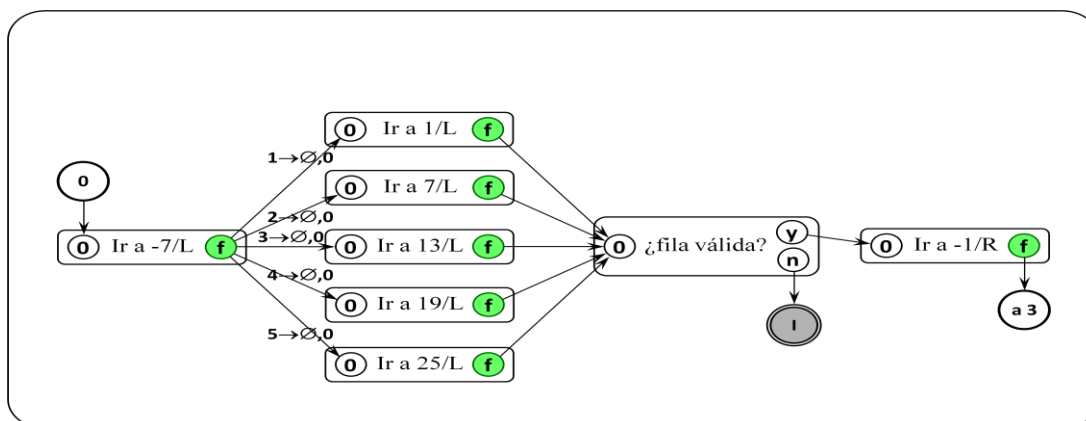 0 Ir a 1/L f
1→∅,0
0 Ir a 7/L f
2→∅,0
0
0 Ir a -7/L f
3→∅,0
0 Ir a 13/L f
4→∅,0
0 Ir a 19/L f
5→∅,0
0 Ir a 25/L f
0 ¿fila válida? y
n
I
0 Ir a -1/R f
a 3